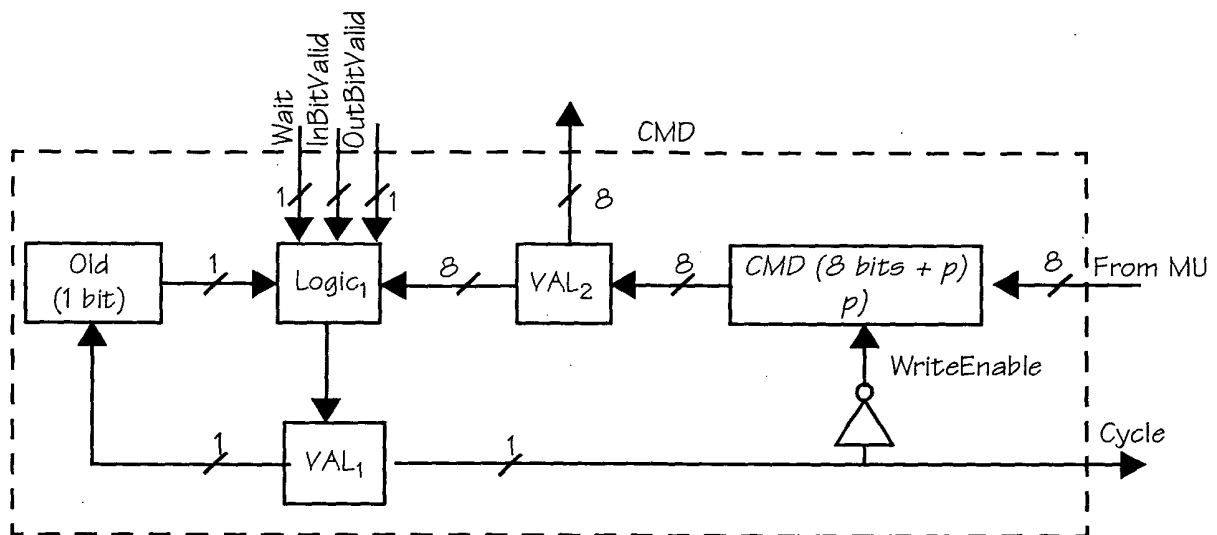 Wait
InBitValid
OutBitValid
CMD
1
1
8
Old
(1 bit)
1
Logic₁
8
VAL₂
8
CMD (8 bits + p)
p)
8
From MU
WriteEnable
1
VAL₁
1
Cycle